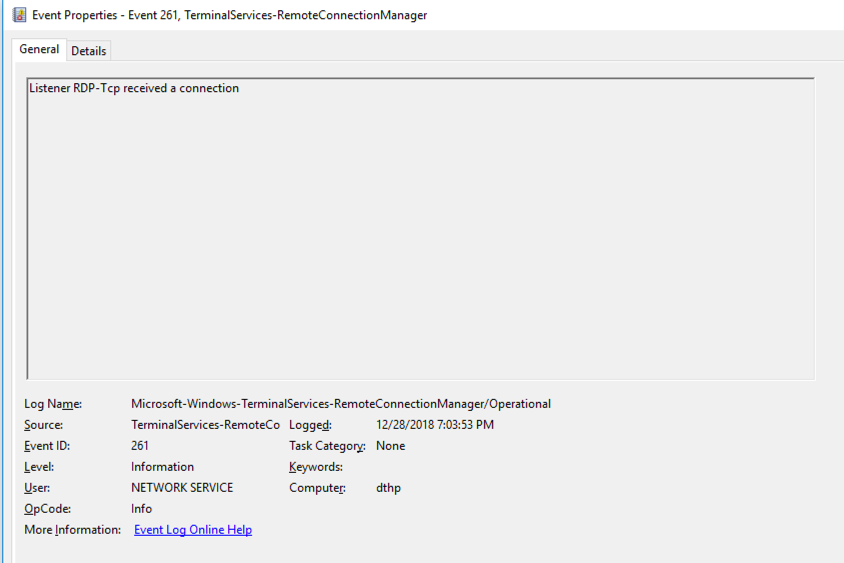 Event Properties - Event 261, TerminalServices-RemoteConnectionManager
General Details
Listener RDP-Tcp received a connection
Log Name: Microsoft-Windows-TerminalServices-RemoteConnectionManager/Operational
Source: TerminalServices-RemoteCo Logged: 12/28/2018 7:03:53 PM
Event ID: 261 Task Category: None
Level: Information Keywords:
User: NETWORK SERVICE Computer: dthp
OpCode: Info
More Information: Event Log Online Help